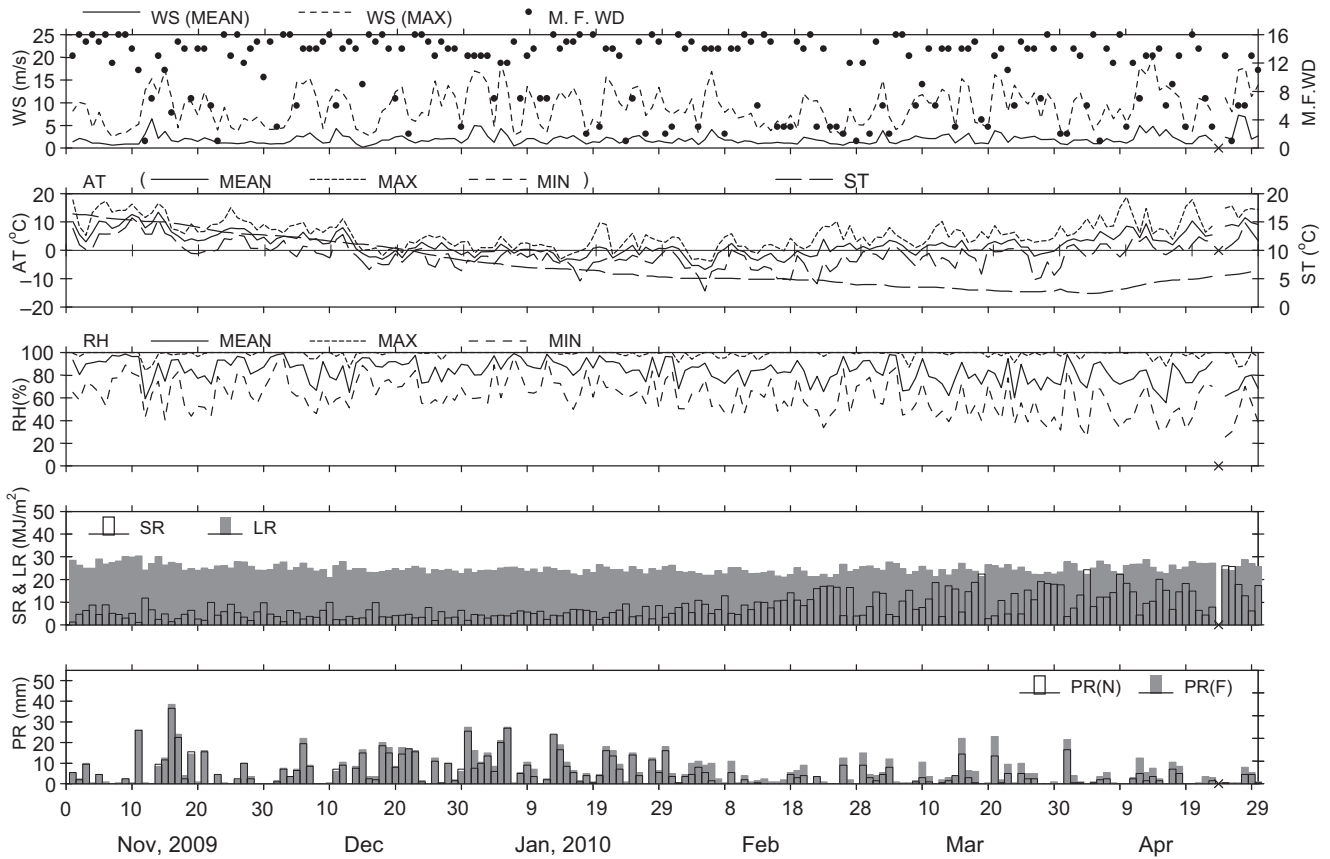 WS (MEAN) WS (MAX) M. F. WD
25 20 15 10 5 0
WS (m/s)
16 12 8 4 0
M.F.WD
AT ( MEAN MAX MIN ) ST
20 10 0 –10 –20
AT (°C)
20 15 10 5 0
ST (°C)
RH MEAN MAX MIN
100 80 60 40 20 0
RH(%)
SR LR
50 40 30 20 10 0
SR & LR (MJ/m²)
PR(N) PR(F)
50 40 30 20 10 0
PR (mm)
0 10 20 30 10 20 30 9 19 29 8 18 28 10 20 30 9 19 29
Nov, 2009 Dec Jan, 2010 Feb Mar Apr